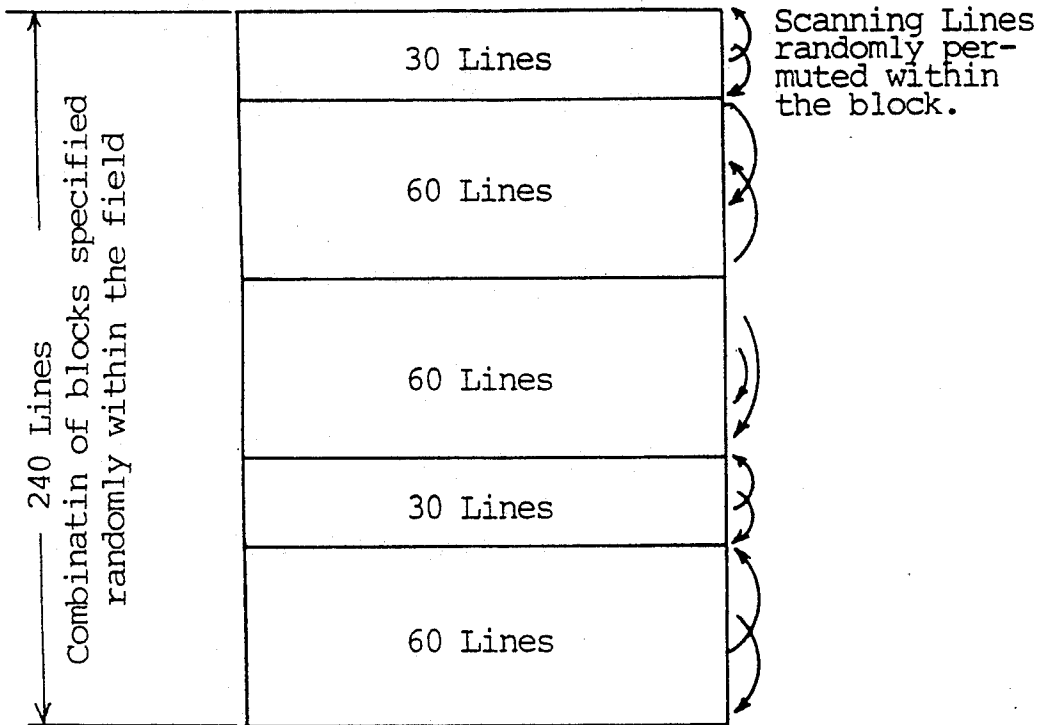 Scanning Lines
randomly per-
muted within
the block.
30 Lines
60 Lines
60 Lines
30 Lines
60 Lines
240 Lines
Combinatin of blocks specified
randomly within the field